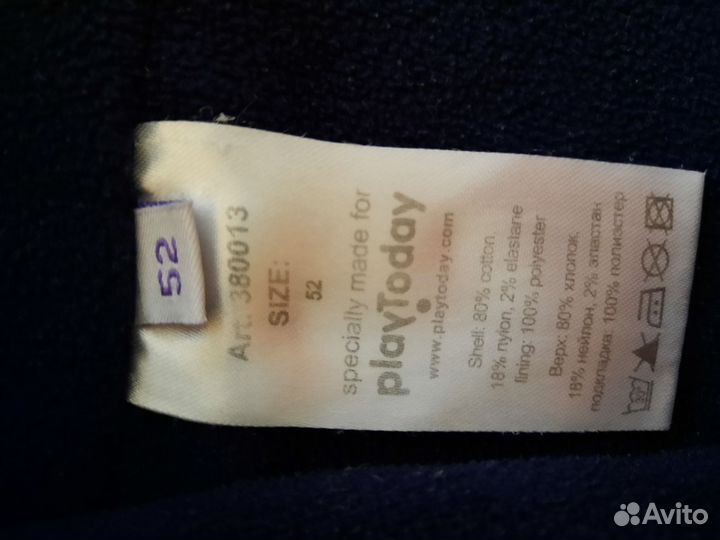 52
Art. 380013
SIZE:
52
specially made for
playToday
www.playtoday.com
Shell: 80% cotton
18% nylon, 2% elastane
lining: 100% polyester
Верх: 80% хлопок,
18% нейлон, 2% эластан
подкладка 100% полиэстер
30°
Avito